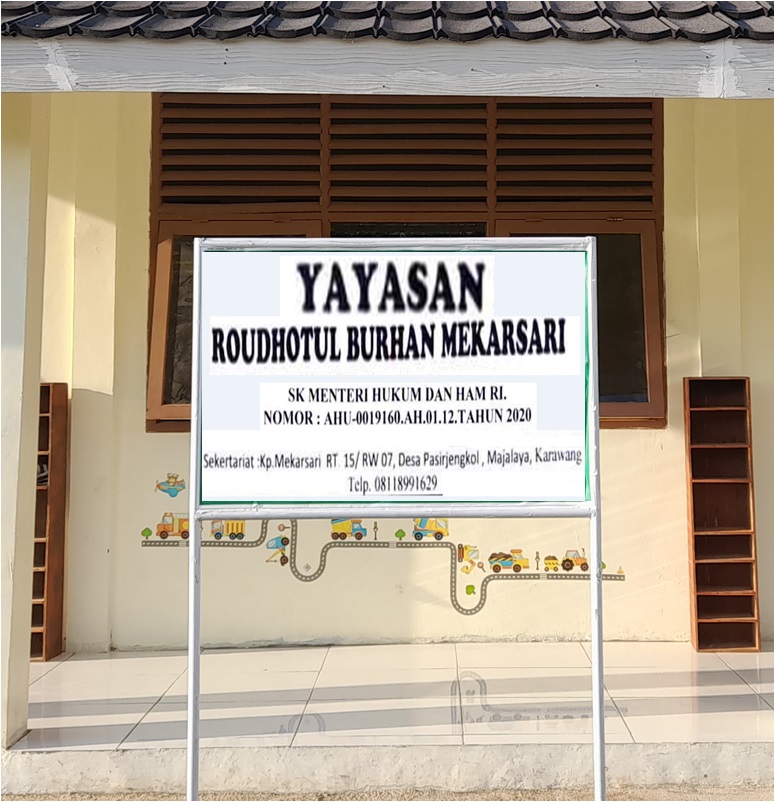 YAYASAN
ROUDHOTUL BURHAN MEKARSARI
SK MENTERI HUKUM DAN HAM RI.
NOMOR : AHU-0019160.AH.01.12.TAHUN 2020
Sekertariat :Kp.Mekarsari RT. 15/ RW 07, Desa Pasirjengkol , Majalaya, Karawang
Telp. 08118991629